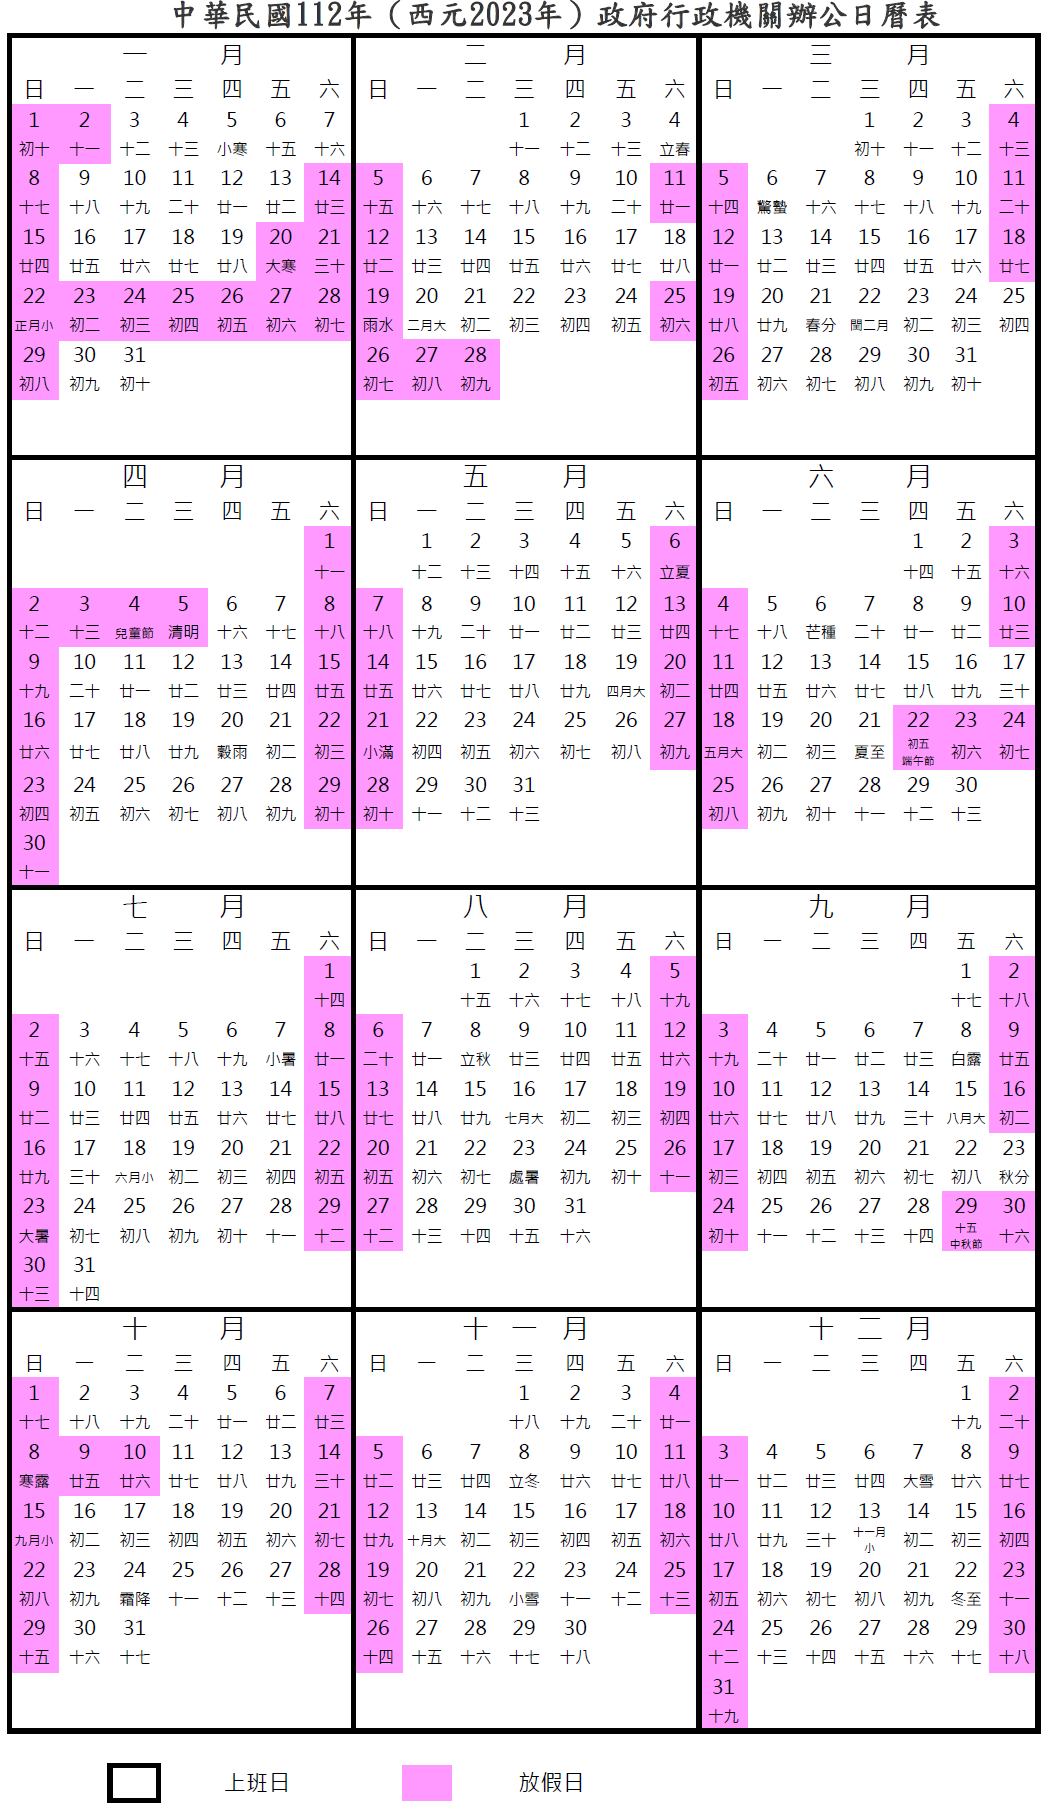 中華民國112年（西元2023年）政府行政機關辦公日曆表
一 月 二 月 三 月
日 一 二 三 四 五 六 日 一 二 三 四 五 六 日 一 二 三 四 五 六
1 2 3 4 5 6 7 1 2 3 4 1 2 3 4
初十 十一 十二 十三 小寒 十五 十六 十一 十二 十三 立春 初十 十一 十二 十三
8 9 10 11 12 13 14 5 6 7 8 9 10 11 5 6 7 8 9 10 11
十七 十八 十九 二十 廿一 廿二 廿三 十五 十六 十七 十八 十九 二十 廿一 十四 驚蟄 十六 十七 十八 十九 二十
15 16 17 18 19 20 21 12 13 14 15 16 17 18 12 13 14 15 16 17 18
廿四 廿五 廿六 廿七 廿八 大寒 三十 廿二 廿三 廿四 廿五 廿六 廿七 廿八 廿一 廿二 廿三 廿四 廿五 廿六 廿七
22 23 24 25 26 27 28 19 20 21 22 23 24 25 19 20 21 22 23 24 25
正月小 初二 初三 初四 初五 初六 初七 雨水 二月大 初二 初三 初四 初五 初六 廿八 廿九 春分 閏二月 初二 初三 初四
29 30 31 26 27 28 26 27 28 29 30 31
初八 初九 初十 初七 初八 初九 初五 初六 初七 初八 初九 初十
四 月 五 月 六 月
日 一 二 三 四 五 六 日 一 二 三 四 五 六 日 一 二 三 四 五 六
1 1 2 3 4 5 6 1 2 3
十一 十二 十三 十四 十五 十六 立夏 十四 十五 十六
2 3 4 5 6 7 8 7 8 9 10 11 12 13 4 5 6 7 8 9 10
十二 十三 兒童節 清明 十六 十七 十八 十八 十九 二十 廿一 廿二 廿三 廿四 十七 十八 芒種 二十 廿一 廿二 廿三
9 10 11 12 13 14 15 14 15 16 17 18 19 20 11 12 13 14 15 16 17
十九 二十 廿一 廿二 廿三 廿四 廿五 廿五 廿六 廿七 廿八 廿九 四月大 初二 廿四 廿五 廿六 廿七 廿八 廿九 三十
16 17 18 19 20 21 22 21 22 23 24 25 26 27 18 19 20 21 22 23 24
廿六 廿七 廿八 廿九 穀雨 初二 初三 小滿 初四 初五 初六 初七 初八 初九 五月大 初二 初三 夏至 初五 初六 初七
端午節
23 24 25 26 27 28 29 28 29 30 31 25 26 27 28 29 30
初四 初五 初六 初七 初八 初九 初十 初十 十一 十二 十三 初八 初九 初十 十一 十二 十三
30
十一
七 月 八 月 九 月
日 一 二 三 四 五 六 日 一 二 三 四 五 六 日 一 二 三 四 五 六
1 1 2 3 4 5 1 2
十四 十五 十六 十七 十八 十九 十七 十八
2 3 4 5 6 7 8 6 7 8 9 10 11 12 3 4 5 6 7 8 9
十五 十六 十七 十八 十九 小暑 廿一 二十 廿一 立秋 廿三 廿四 廿五 廿六 十九 二十 廿一 廿二 廿三 白露 廿五
9 10 11 12 13 14 15 13 14 15 16 17 18 19 10 11 12 13 14 15 16
廿二 廿三 廿四 廿五 廿六 廿七 廿八 廿七 廿八 廿九 七月大 初二 初三 初四 廿六 廿七 廿八 廿九 三十 八月大 初二
16 17 18 19 20 21 22 20 21 22 23 24 25 26 17 18 19 20 21 22 23
廿九 三十 六月小 初二 初三 初四 初五 初五 初六 初七 處暑 初九 初十 十一 初三 初四 初五 初六 初七 初八 秋分
23 24 25 26 27 28 29 27 28 29 30 31 24 25 26 27 28 29 30
大暑 初七 初八 初九 初十 十一 十二 十二 十三 十四 十五 十六 初十 十一 十二 十三 十四 十五 十六
中秋節
30 31
十三 十四
十 月 十 一 月 十 二 月
日 一 二 三 四 五 六 日 一 二 三 四 五 六 日 一 二 三 四 五 六
1 2 3 4 5 6 7 1 2 3 4 1 2
十七 十八 十九 二十 廿一 廿二 廿三 十八 十九 二十 廿一 十九 二十
8 9 10 11 12 13 14 5 6 7 8 9 10 11 3 4 5 6 7 8 9
寒露 廿五 廿六 廿七 廿八 廿九 三十 廿二 廿三 廿四 立冬 廿六 廿七 廿八 廿一 廿二 廿三 廿四 大雪 廿六 廿七
15 16 17 18 19 20 21 12 13 14 15 16 17 18 10 11 12 13 14 15 16
九月小 初二 初三 初四 初五 初六 初七 廿九 十月大 初二 初三 初四 初五 初六 廿八 廿九 三十 十一月 初二 初三 初四
小
22 23 24 25 26 27 28 19 20 21 22 23 24 25 17 18 19 20 21 22 23
初八 初九 霜降 十一 十二 十三 十四 初七 初八 初九 小雪 十一 十二 十三 初五 初六 初七 初八 初九 冬至 十一
29 30 31 26 27 28 29 30 24 25 26 27 28 29 30
十五 十六 十七 十四 十五 十六 十七 十八 十二 十三 十四 十五 十六 十七 十八
31
十九
上班日 放假日